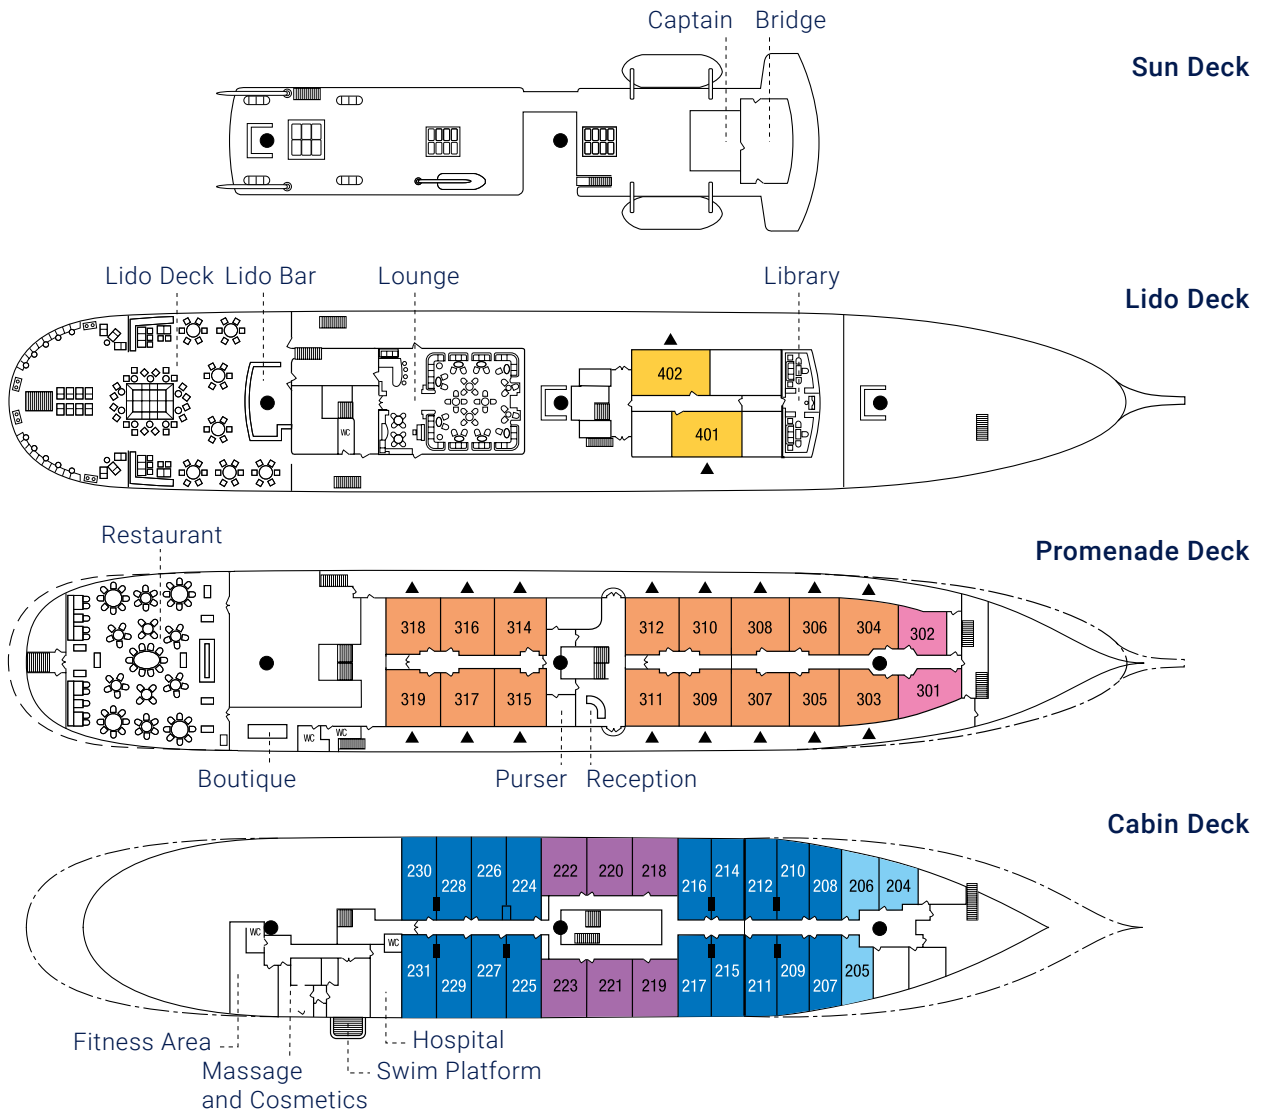 Captain Bridge
Sun Deck
Lido Deck Lido Bar Lounge Library
Lido Deck
402
WC
401
Restaurant
Promenade Deck
318 316 314 312 310 308 306 304 302
319 317 315 311 309 307 305 303 301
WC WC
Boutique Purser Reception
Cabin Deck
230 228 226 224 222 220 218 216 214 212 210 208 206 204
WC WC
231 229 227 225 223 221 219 217 215 211 209 207 205
Fitness Area Hospital
Massage
and Cosmetics
Swim Platform